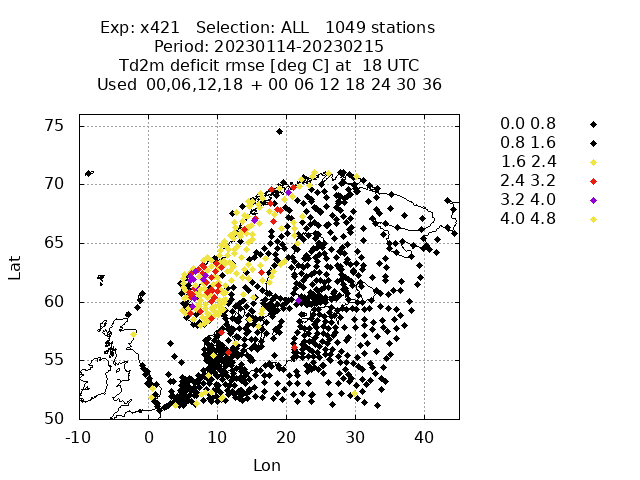 Exp: x421 Selection: ALL 1049 stations
Period: 20230114-20230215
Td2m deficit rmse [deg C] at 18 UTC
Used 00,06,12,18 + 00 06 12 18 24 30 36
75
70
65
60
55
50
-10 0 10 20 30 40
Lat
Lon
0.0 0.8
0.8 1.6
1.6 2.4
2.4 3.2
3.2 4.0
4.0 4.8